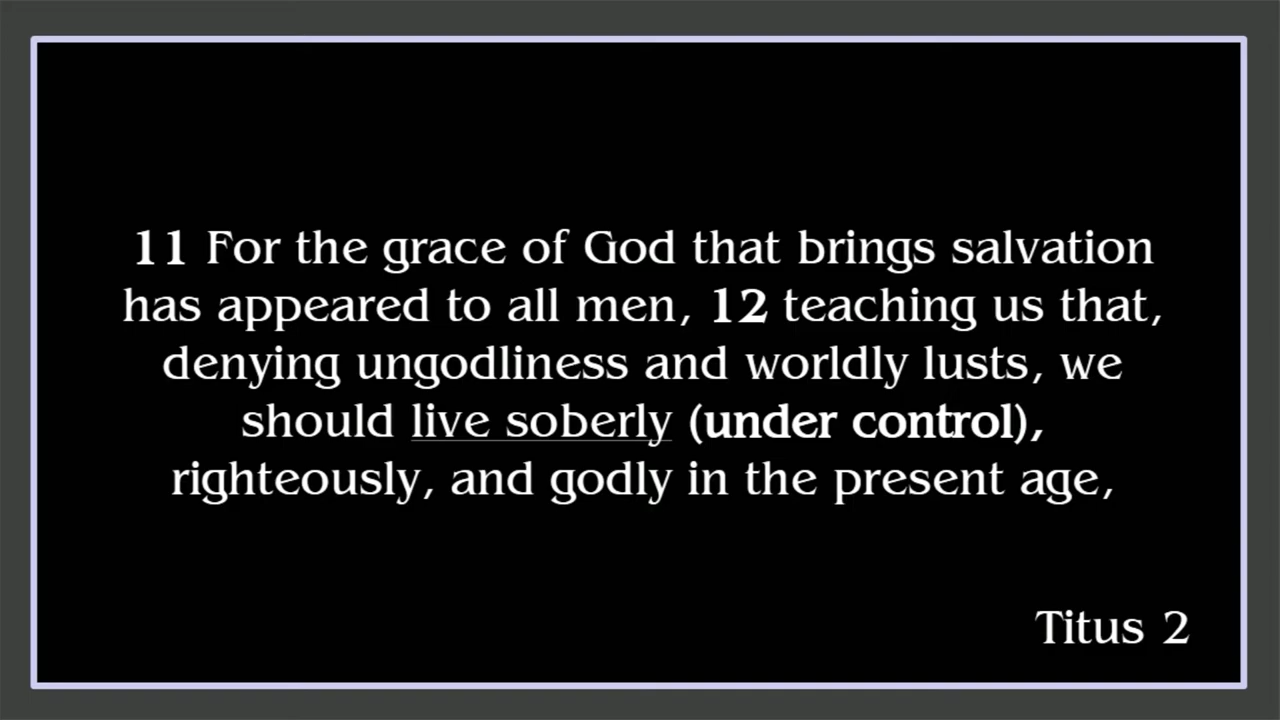 11 For the grace of God that brings salvation
has appeared to all men, 12 teaching us that,
denying ungodliness and worldly lusts, we
should live soberly (under control),
righteously, and godly in the present age,
Titus 2